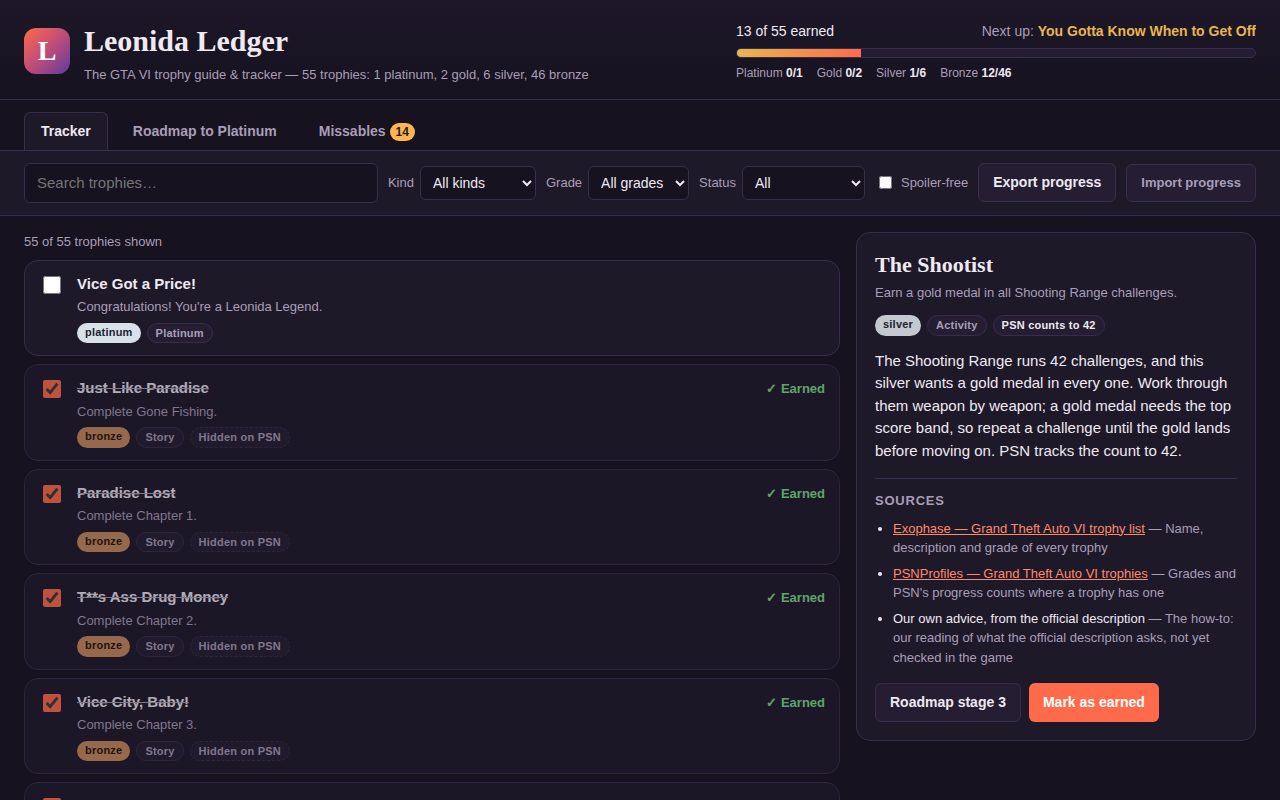 L
Leonida Ledger
The GTA VI trophy guide & tracker — 55 trophies: 1 platinum, 2 gold, 6 silver, 46 bronze
13 of 55 earned
Next up: You Gotta Know When to Get Off
Platinum 0/1 Gold 0/2 Silver 1/6 Bronze 12/46
Tracker Roadmap to Platinum Missables 14
Search trophies… Kind All kinds Grade All grades Status All Spoiler-free Export progress Import progress
55 of 55 trophies shown
Vice Got a Price!
Congratulations! You're a Leonida Legend.
platinum Platinum
Just Like Paradise
✓ Earned
Complete Gone Fishing.
bronze Story Hidden on PSN
Paradise Lost
✓ Earned
Complete Chapter 1.
bronze Story Hidden on PSN
T**s Ass Drug Money
✓ Earned
Complete Chapter 2.
bronze Story Hidden on PSN
Vice City, Baby!
✓ Earned
Complete Chapter 3.
bronze Story Hidden on PSN
The Shootist
Earn a gold medal in all Shooting Range challenges.
silver Activity PSN counts to 42
The Shooting Range runs 42 challenges, and this
silver wants a gold medal in every one. Work through
them weapon by weapon; a gold medal needs the top
score band, so repeat a challenge until the gold lands
before moving on. PSN tracks the count to 42.
SOURCES
Exophase — Grand Theft Auto VI trophy list — Name,
description and grade of every trophy
PSNProfiles — Grand Theft Auto VI trophies — Grades and
PSN's progress counts where a trophy has one
Our own advice, from the official description — The how-to:
our reading of what the official description asks, not yet
checked in the game
Roadmap stage 3 Mark as earned